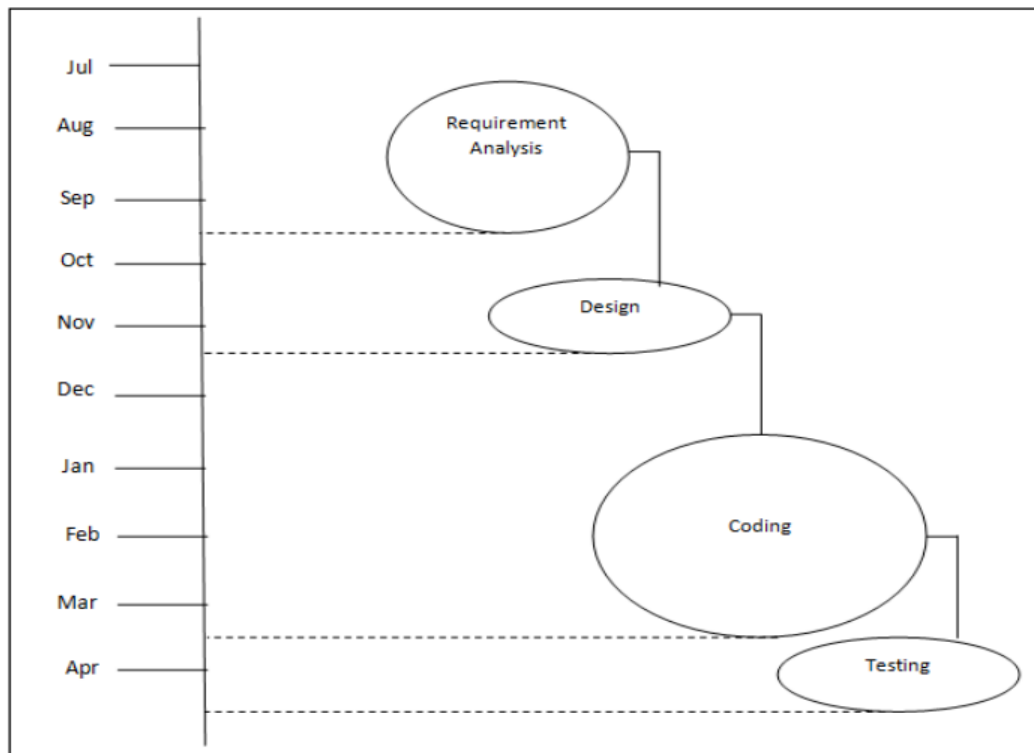 Jul
Aug
Sep
Oct
Nov
Dec
Jan
Feb
Mar
Apr
Requirement
Analysis
Design
Coding
Testing